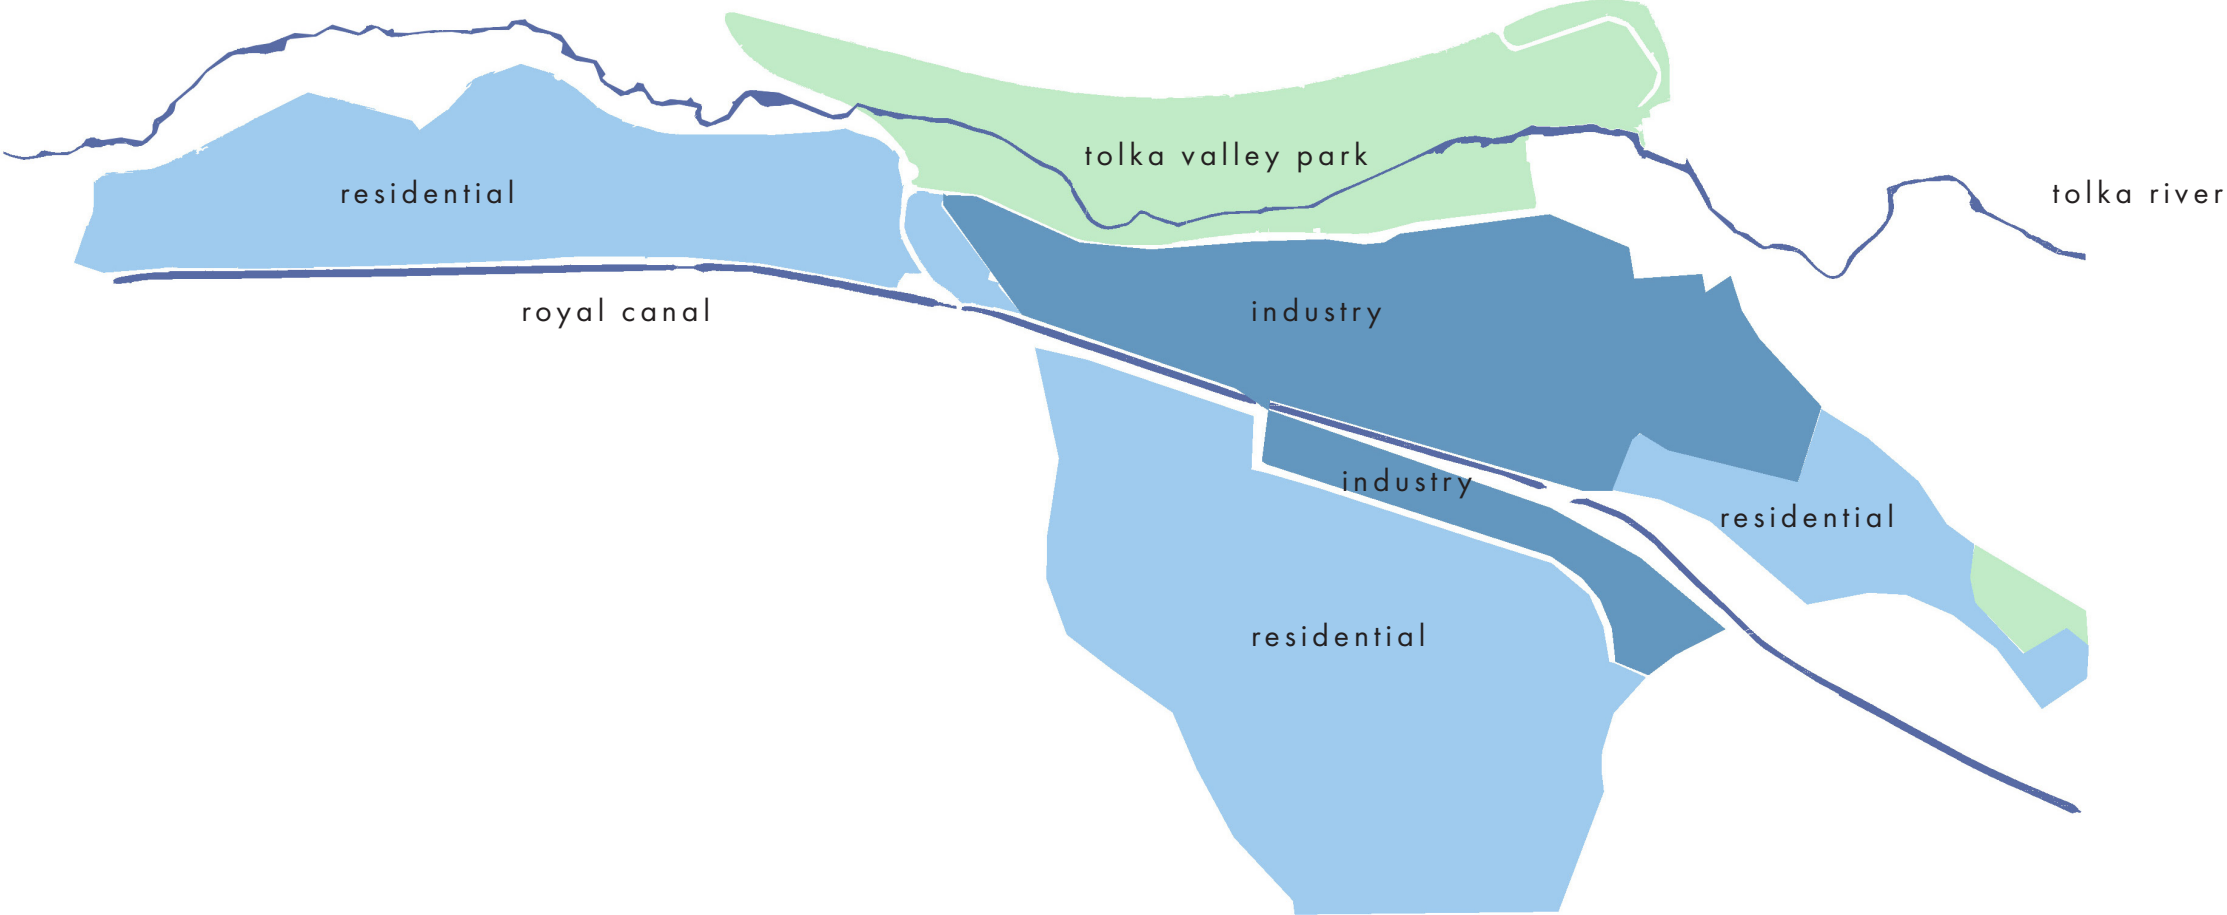 tolka valley park
residential
tolka river
royal canal
industry
industry
residential
residential